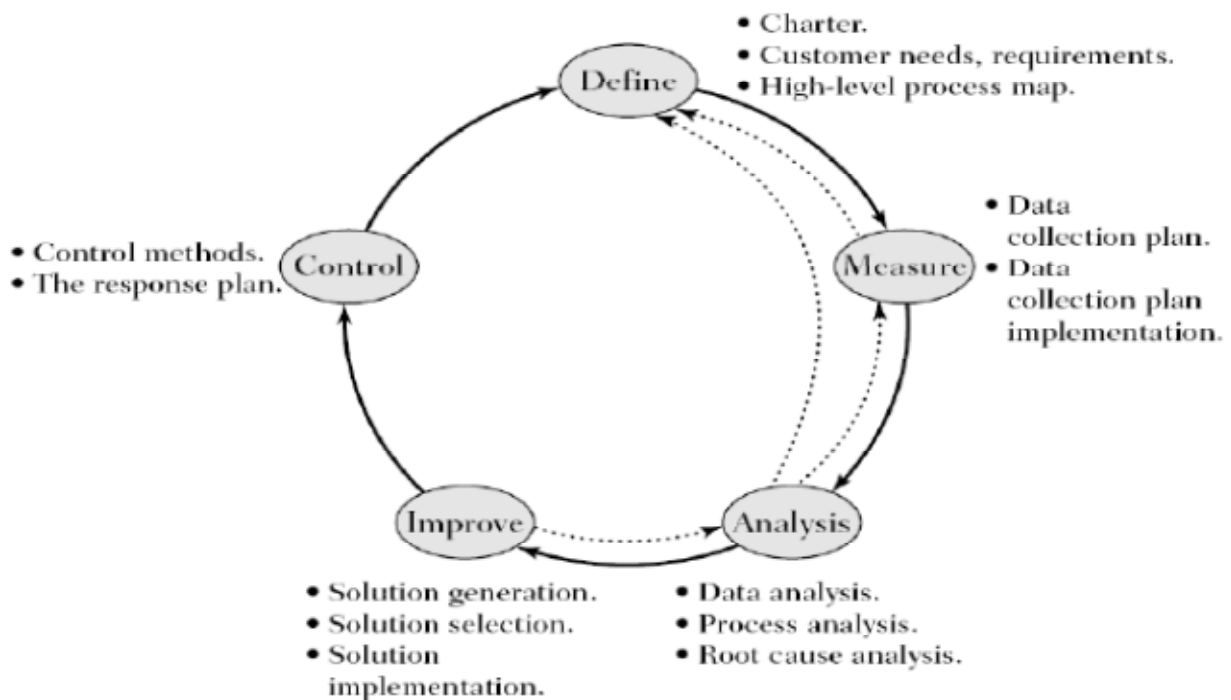 Define
• Charter.
• Customer needs, requirements.
• High-level process map.
Measure
• Data
collection plan.
• Data
collection plan
implementation.
Control
• Control methods.
• The response plan.
Improve
• Solution generation.
• Solution selection.
• Solution
implementation.
Analysis
• Data analysis.
• Process analysis.
• Root cause analysis.